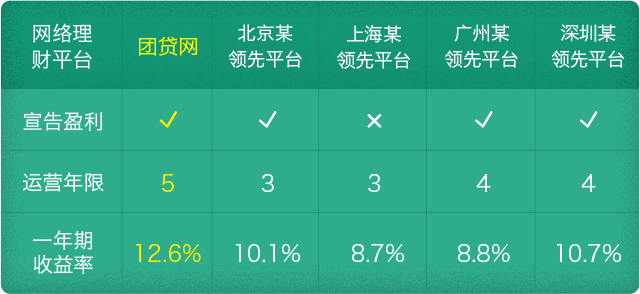 网络理财平台 团贷网 北京某领先平台 上海某领先平台 广州某领先平台 深圳某领先平台
宣告盈利 ✓ ✓ ✕ ✓ ✓
运营年限 5 3 3 4 4
一年期收益率 12.6% 10.1% 8.7% 8.8% 10.7%